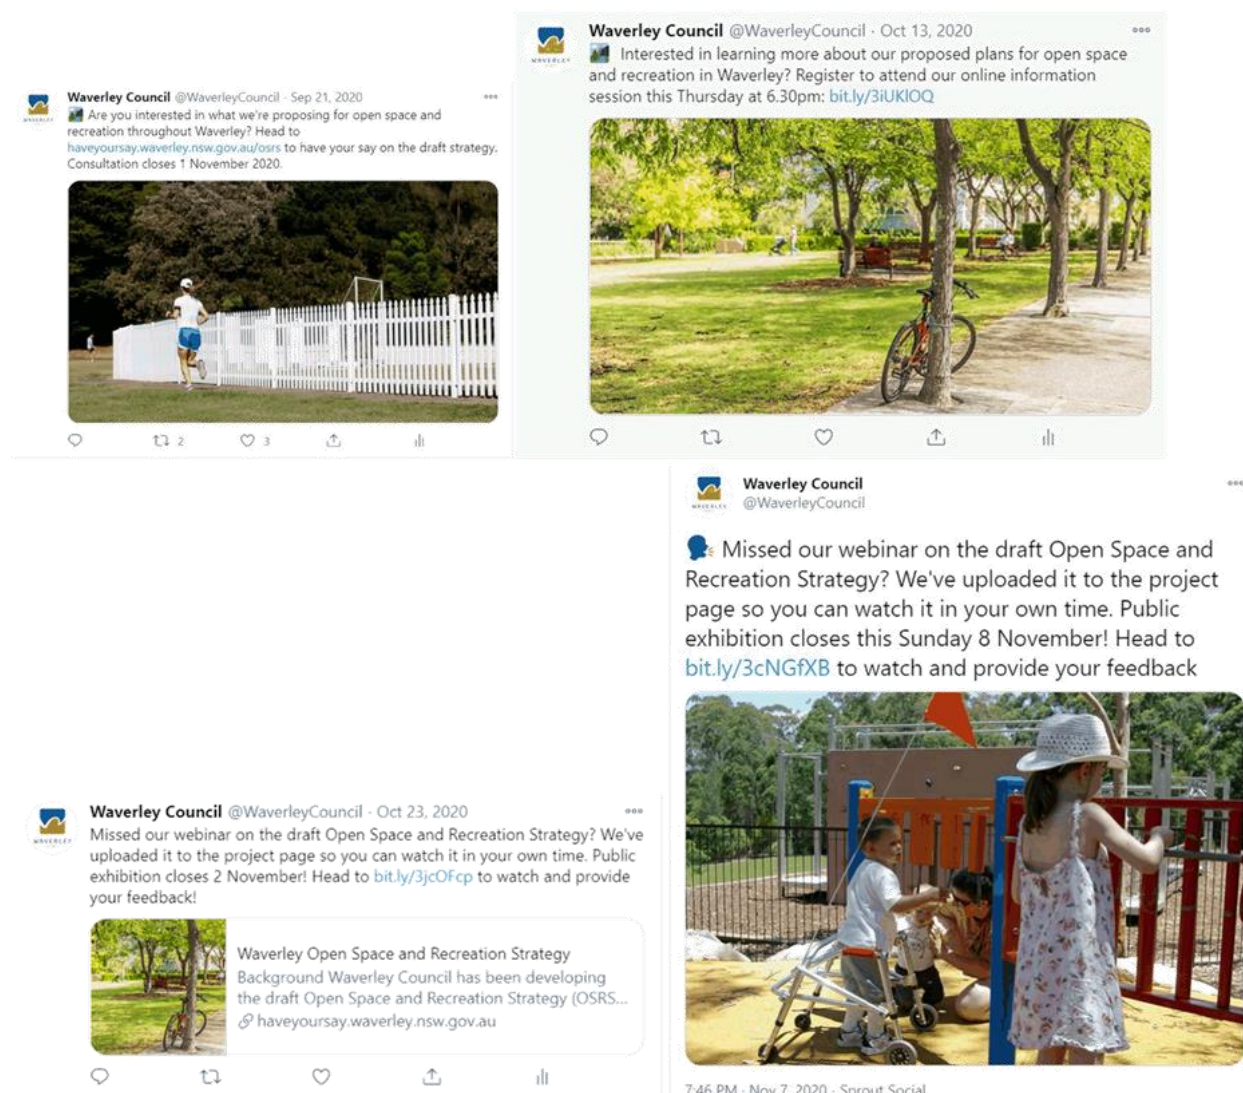 Waverley Council @WaverleyCouncil · Sep 21, 2020
Are you interested in what we're proposing for open space and
recreation throughout Waverley? Head to
haveyoursay.waverley.nsw.gov.au/osrs to have your say on the draft strategy.
Consultation closes 1 November 2020.
2 3
Waverley Council @WaverleyCouncil · Oct 13, 2020
Interested in learning more about our proposed plans for open space
and recreation in Waverley? Register to attend our online information
session this Thursday at 6.30pm: bit.ly/3iUKlOQ
Waverley Council @WaverleyCouncil · Oct 23, 2020
Missed our webinar on the draft Open Space and Recreation Strategy? We've
uploaded it to the project page so you can watch it in your own time. Public
exhibition closes 2 November! Head to bit.ly/3jcOFcp to watch and provide
your feedback!
Waverley Open Space and Recreation Strategy
Background Waverley Council has been developing
the draft Open Space and Recreation Strategy (OSRS...
haveyoursay.waverley.nsw.gov.au
Waverley Council
@WaverleyCouncil
Missed our webinar on the draft Open Space and
Recreation Strategy? We've uploaded it to the project
page so you can watch it in your own time. Public
exhibition closes this Sunday 8 November! Head to
bit.ly/3cNGfXB to watch and provide your feedback
7:46 PM · Nov 7, 2020 · Sprout Social
WAVERLEY
WAVERLEY
WAVERLEY
WAVERLEY